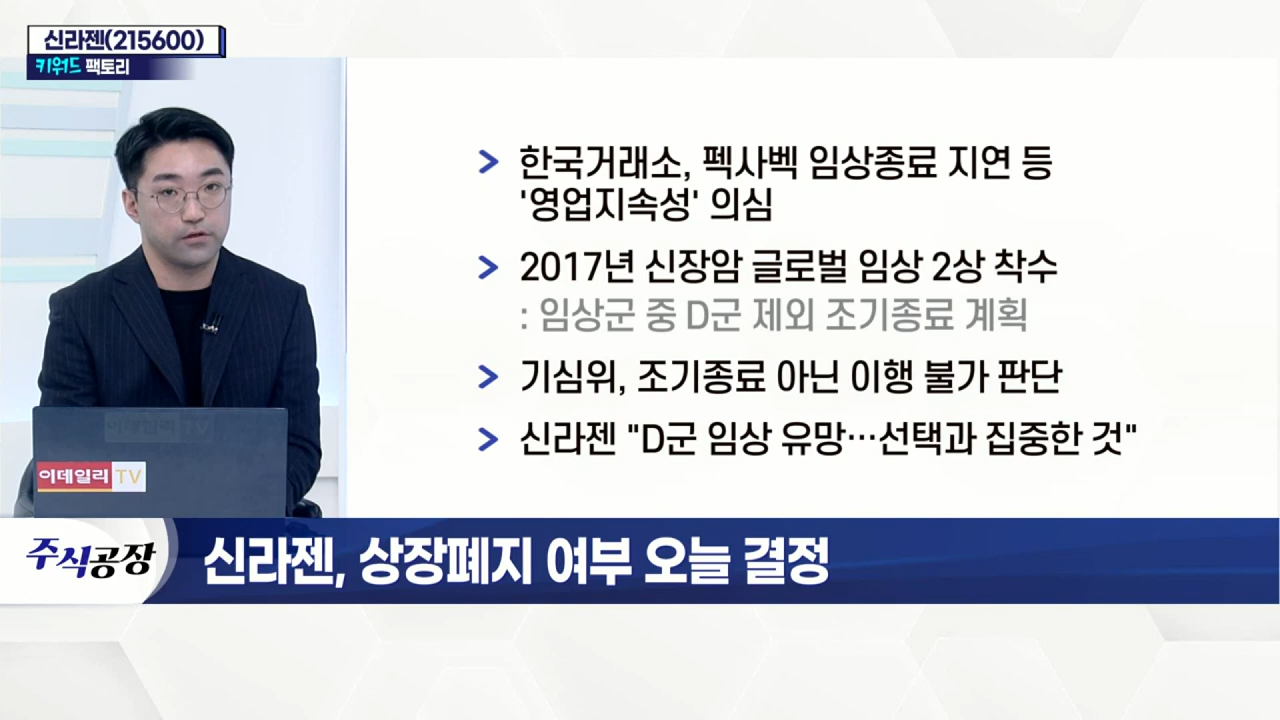 신라젠(215600)
키워드 팩토리
한국거래소, 펙사벡 임상종료 지연 등
'영업지속성' 의심
2017년 신장암 글로벌 임상 2상 착수
: 임상군 중 D군 제외 조기종료 계획
기심위, 조기종료 아닌 이행 불가 판단
신라젠 "D군 임상 유망…선택과 집중한 것"
이데일리 TV
주식공장
신라젠, 상장폐지 여부 오늘 결정